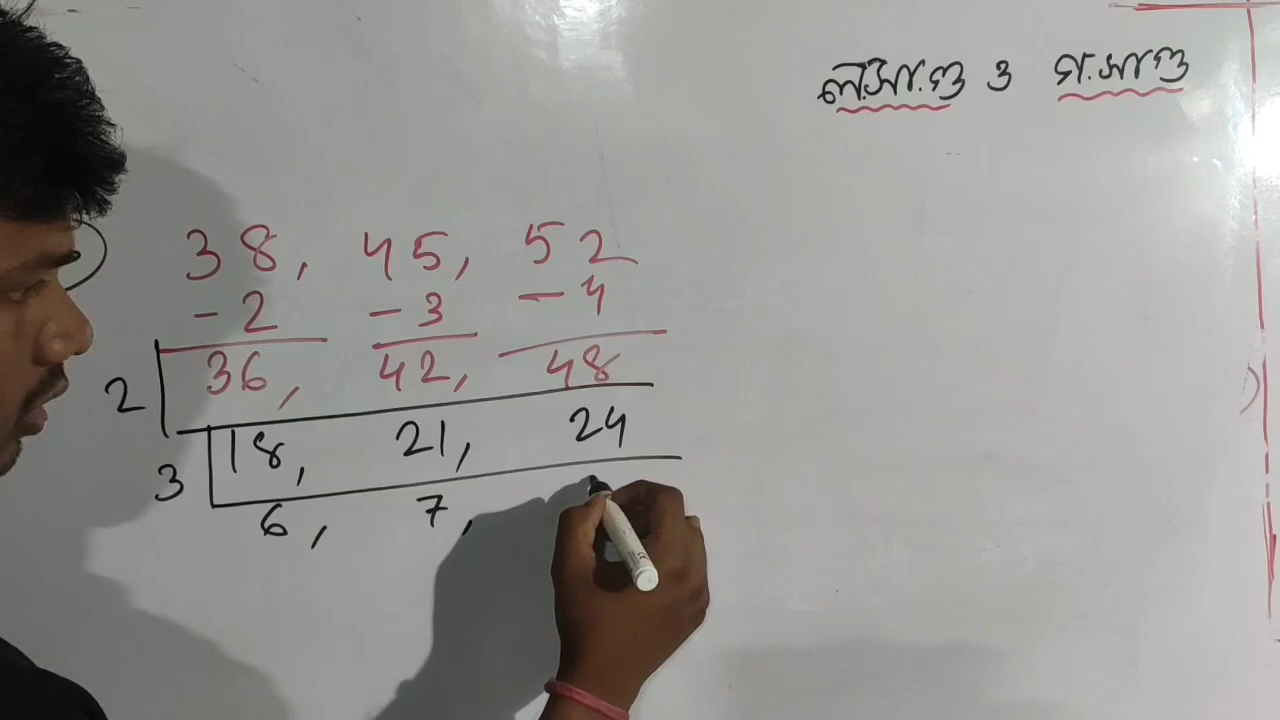 ଲ.ସା.ଗୁ ଓ ଗ.ସା.ଗୁ
38, 45, 52
- 2 - 3 - 4
2 36, 42, 48
3 18, 21, 24
6, 7,